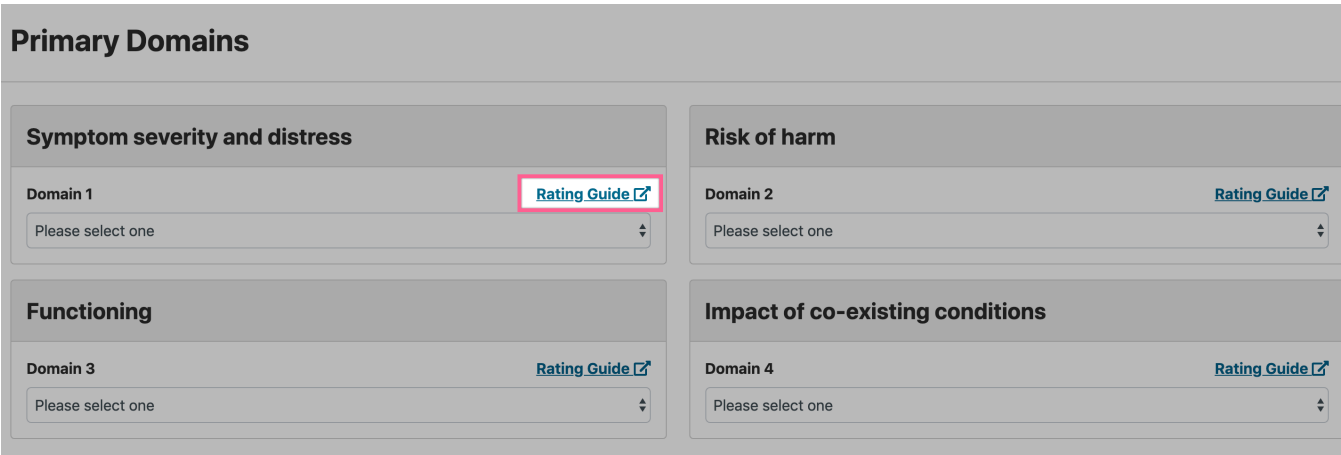 Primary Domains
Symptom severity and distress
Domain 1 Rating Guide
Please select one
Risk of harm
Domain 2 Rating Guide
Please select one
Functioning
Domain 3 Rating Guide
Please select one
Impact of co-existing conditions
Domain 4 Rating Guide
Please select one